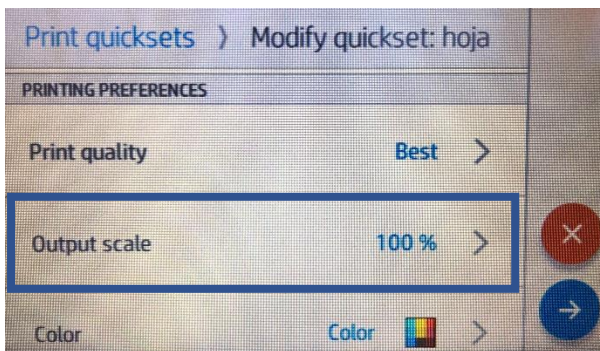 Print quicksets > Modify quickset: hoja
PRINTING PREFERENCES
Print quality Best >
Output scale 100 % >
Color Color >